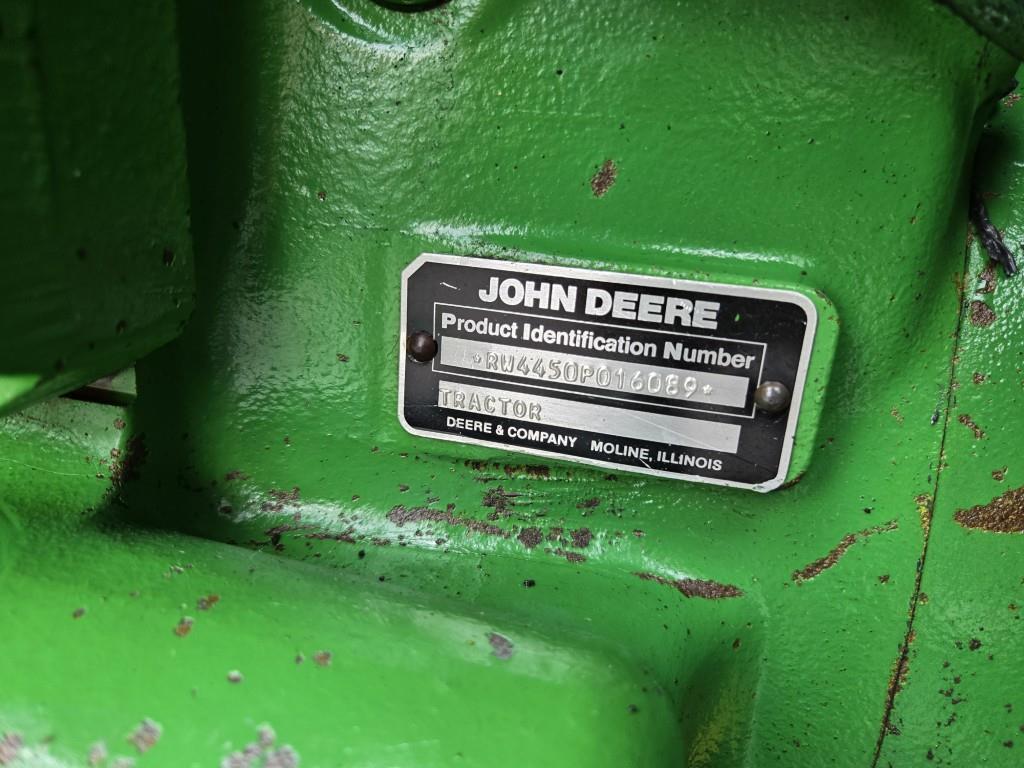 JOHN DEERE
Product Identification Number
*RW4450P016089*
TRACTOR
DEERE & COMPANY MOLINE, ILLINOIS